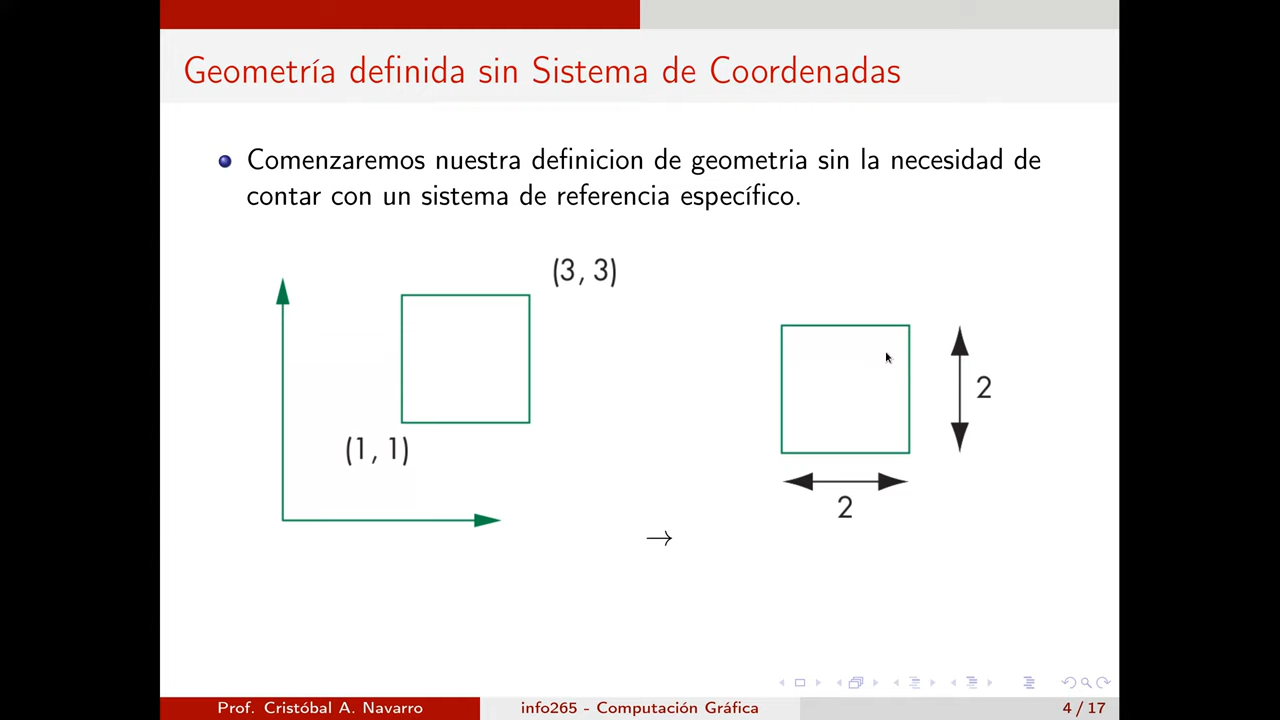 Geometría definida sin Sistema de Coordenadas
Comenzaremos nuestra definicion de geometria sin la necesidad de
contar con un sistema de referencia específico.
(3, 3)
(1, 1)
2
2
→
Prof. Cristóbal A. Navarro
info265 - Computación Gráfica
4 / 17